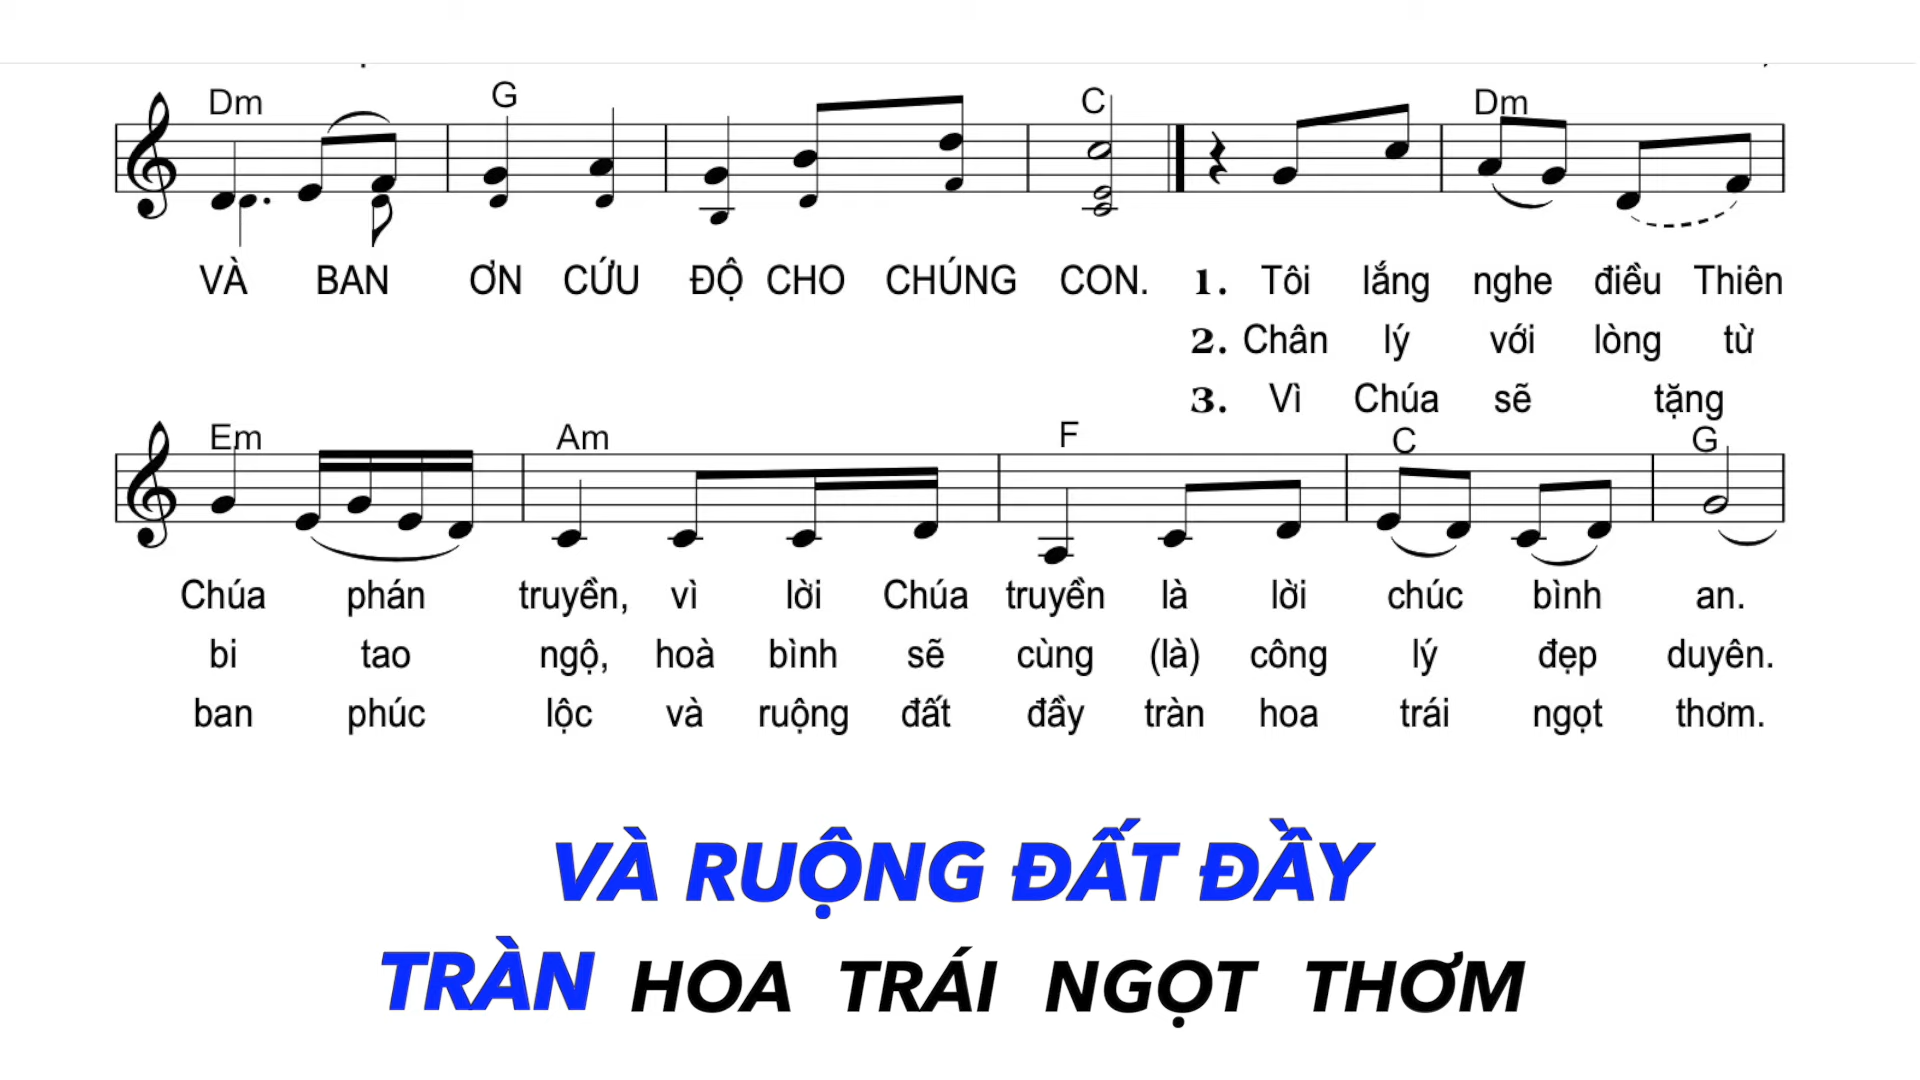 Dm G C Dm
VÀ BAN ƠN CỨU ĐỘ CHO CHÚNG CON. 1. Tôi lắng nghe điều Thiên
2. Chân lý với lòng từ
3. Vì Chúa sẽ tặng
Em Am F C G
Chúa phán truyền, vì lời Chúa truyền là lời chúc bình an.
bi tao ngộ, hoà bình sẽ cùng (là) công lý đẹp duyên.
ban phúc lộc và ruộng đất đầy tràn hoa trái ngọt thơm.
VÀ RUỘNG ĐẤT ĐẦY
TRÀN HOA TRÁI NGỌT THƠM